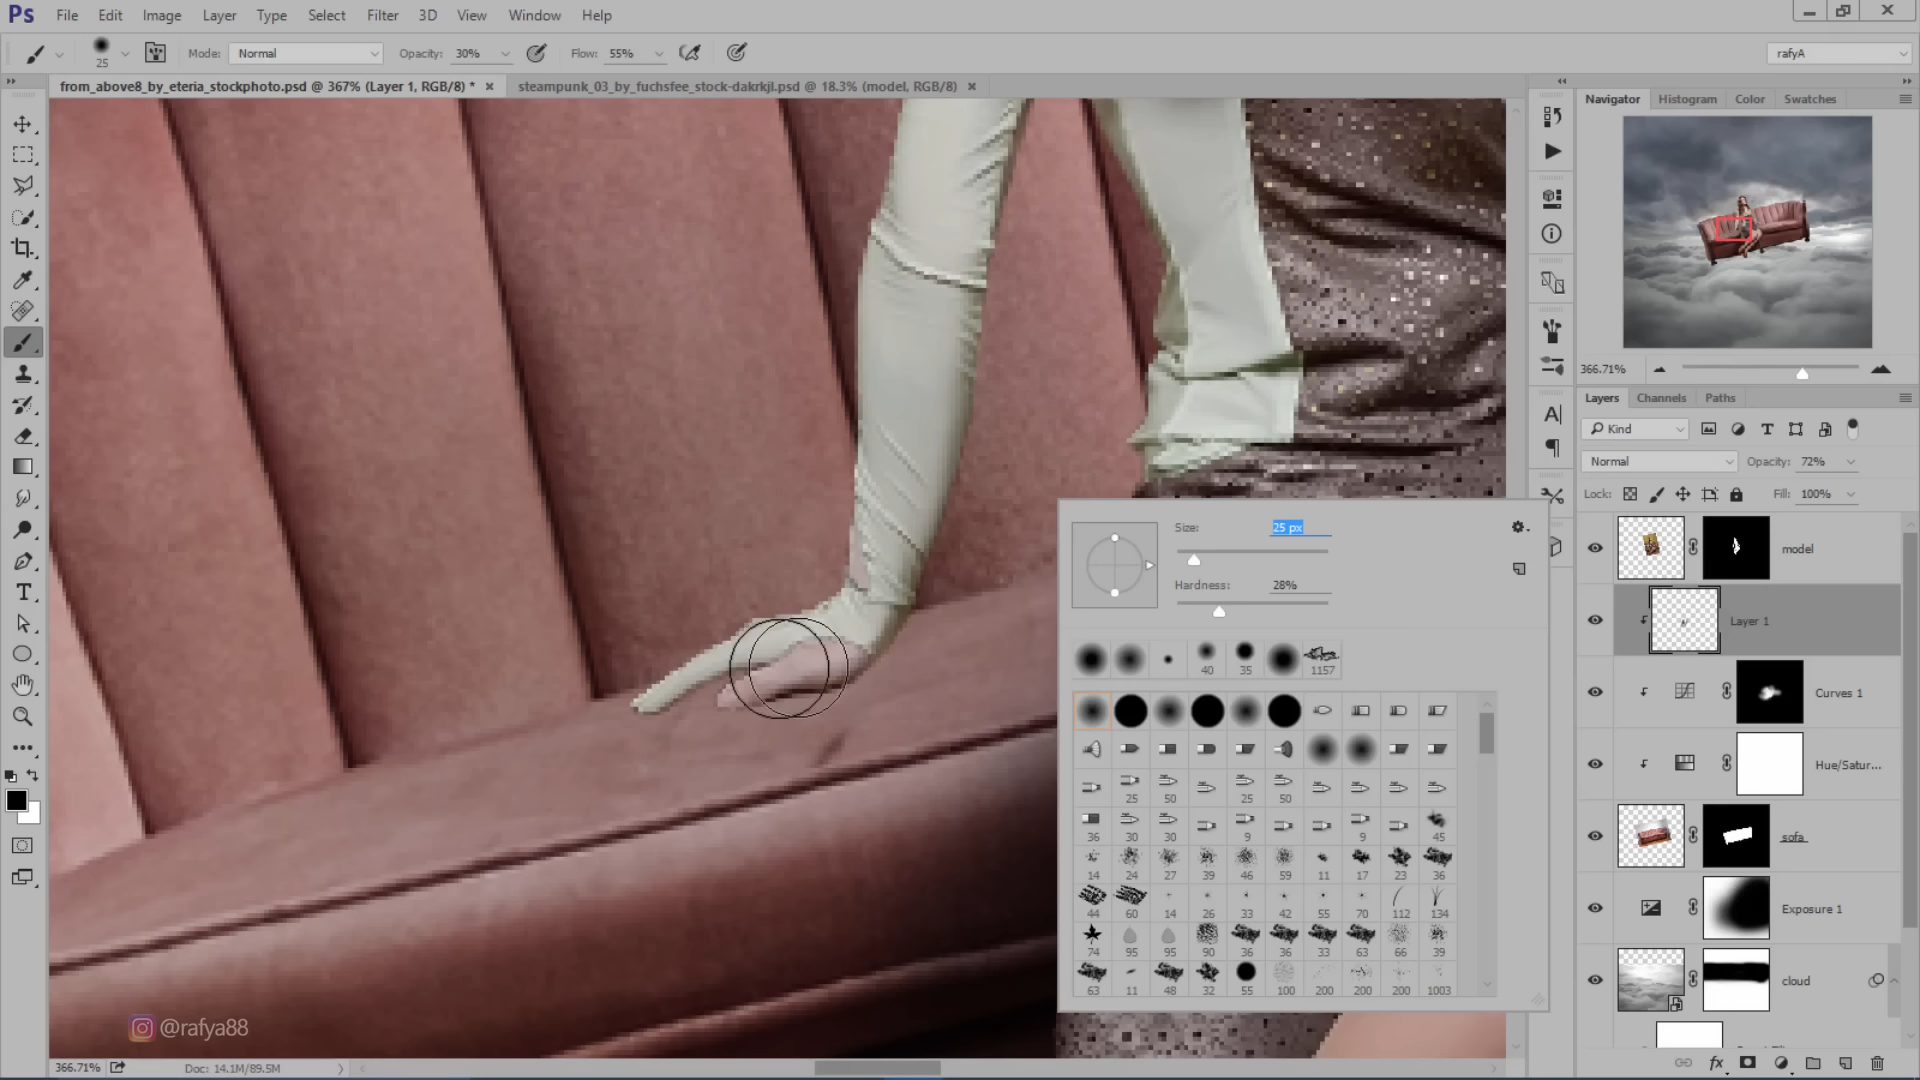 Ps File Edit Image Layer Type Select Filter 3D View Window Help
25 Mode: Normal Opacity: 30% Flow: 55% rafyA
from_above8_by_eteria_stockphoto.psd @ 367% (Layer 1, RGB/8) * × steampunk_03_by_fuchsfee_stock-dakrkjl.psd @ 18.3% (model, RGB/8) ×
Navigator Histogram Color Swatches
366.71%
Layers Channels Paths
Kind
Normal Opacity: 72%
Lock: Fill: 100%
model
Layer 1
Curves 1
Hue/Satur...
sofa
Exposure 1
cloud
fx
Size: 25 px
Hardness: 28%
40 35 1157
25 50 25 50
36 30 30 9 9 45
14 24 27 39 46 59 11 17 23 36
44 60 14 26 33 42 55 70 112 134
74 95 95 90 36 36 33 63 66 39
63 11 48 32 55 100 200 200 200 1003
@rafya88
366.71% Doc: 14.1M/89.5M